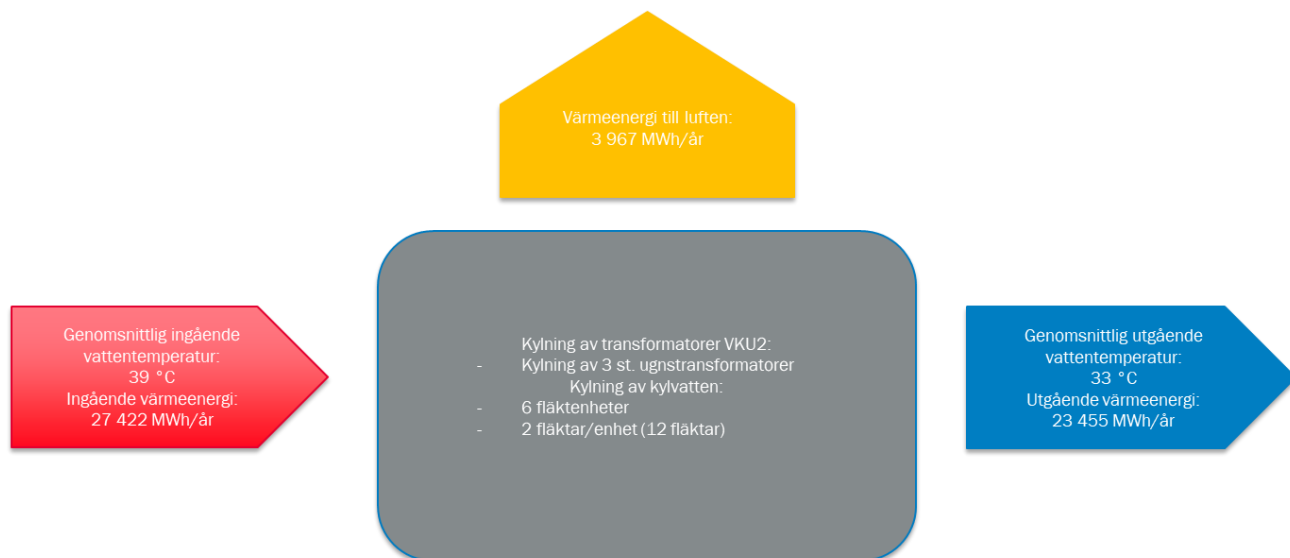 Värmeenergi till luften:
3 967 MWh/år
Genomsnittlig ingående
vattentemperatur:
39 °C
Ingående värmeenergi:
27 422 MWh/år
Kylning av transformatorer VKU2:
- Kylning av 3 st. ugnstransformatorer
Kylning av kylvatten:
- 6 fläktenheter
- 2 fläktar/enhet (12 fläktar)
Genomsnittlig utgående
vattentemperatur:
33 °C
Utgående värmeenergi:
23 455 MWh/år